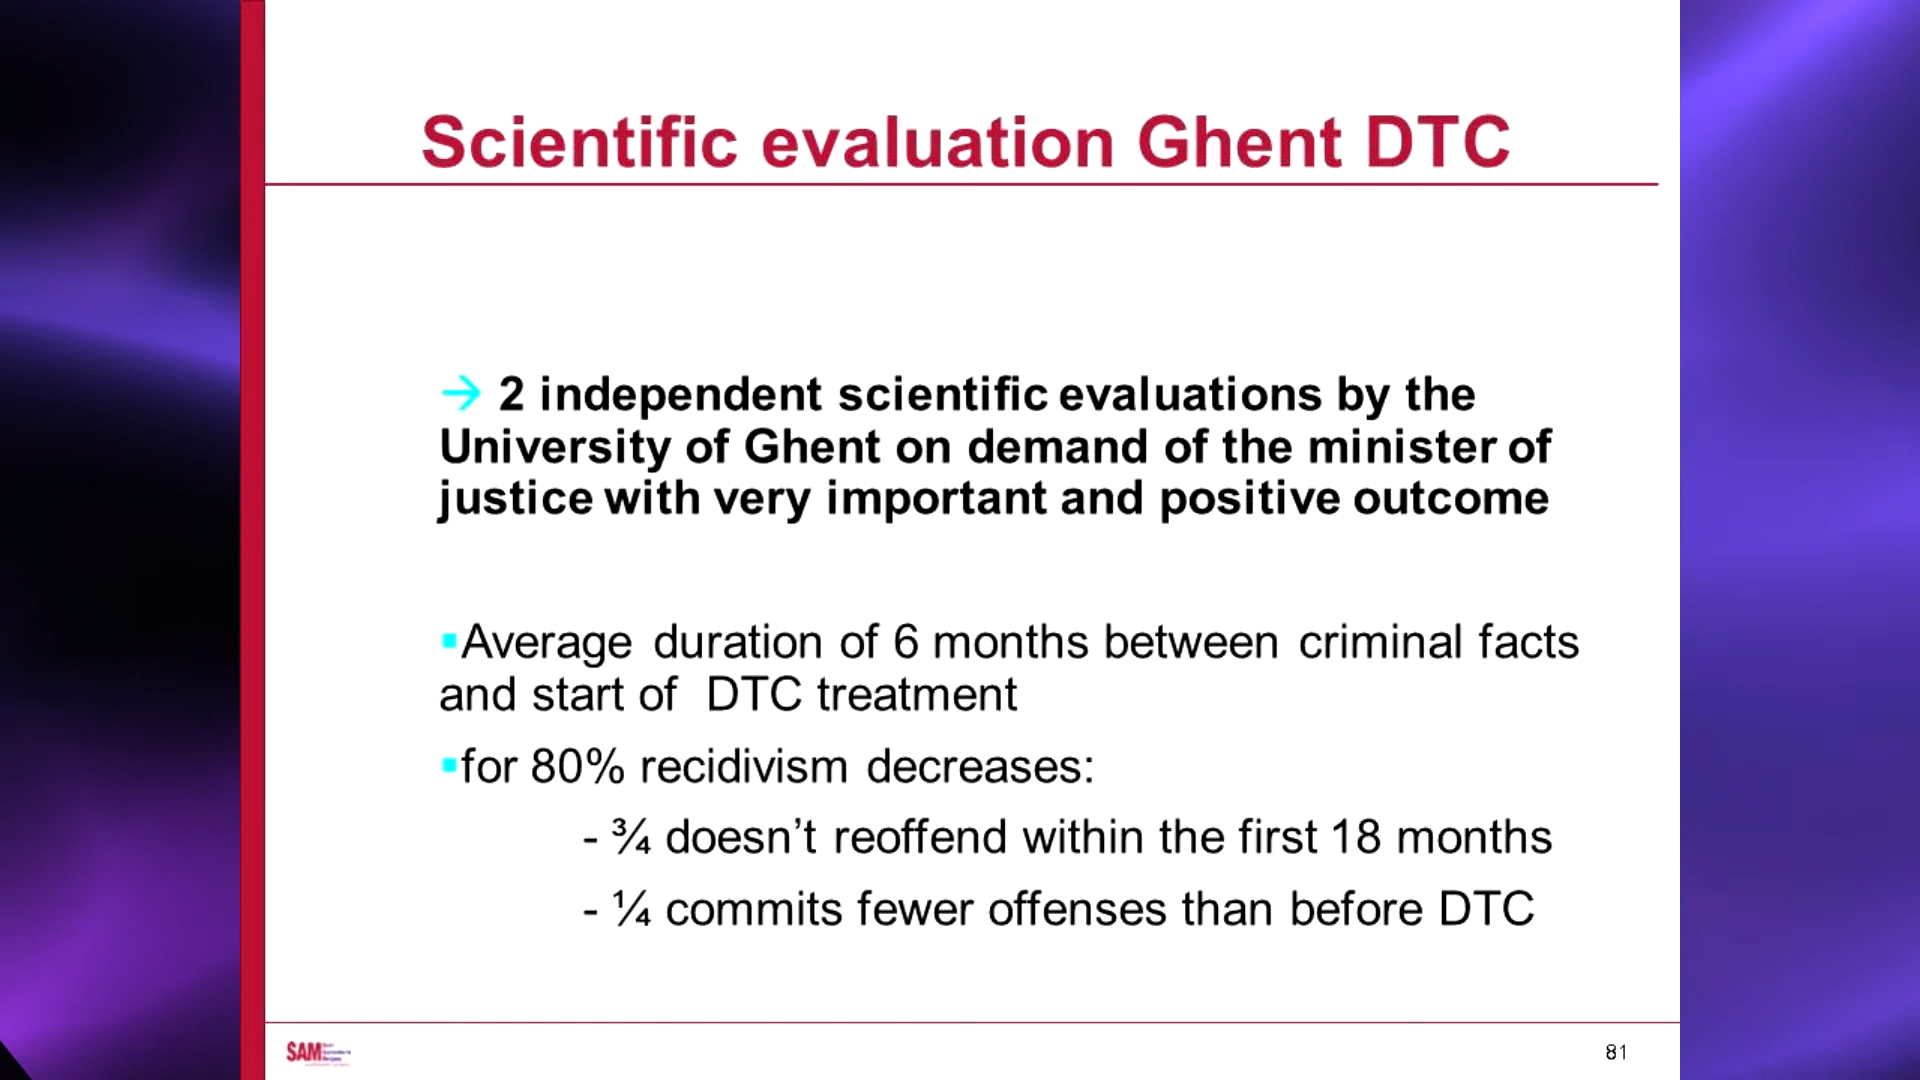 Scientific evaluation Ghent DTC
→ 2 independent scientific evaluations by the
University of Ghent on demand of the minister of
justice with very important and positive outcome
▪Average duration of 6 months between criminal facts
and start of DTC treatment
▪for 80% recidivism decreases:
- ¾ doesn’t reoffend within the first 18 months
- ¼ commits fewer offenses than before DTC
SAM
81